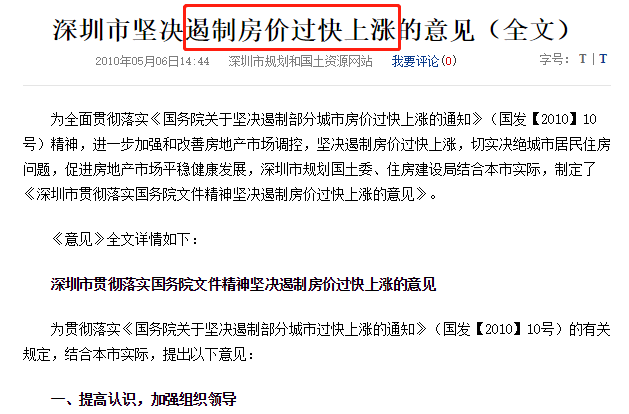 深圳市坚决遏制房价过快上涨的意见（全文）
2010年05月06日14:44 深圳市规划和国土资源网站 我要评论(0) 字号：T｜T
为全面贯彻落实《国务院关于坚决遏制部分城市房价过快上涨的通知》（国发【2010】10
号）精神，进一步加强和改善房地产市场调控，坚决遏制房价过快上涨，切实决绝城市居民住房
问题，促进房地产市场平稳健康发展，深圳市规划国土委、住房建设局结合本市实际，制定了
《深圳市贯彻落实国务院文件精神坚决遏制房价过快上涨的意见》。
《意见》全文详情如下：
深圳市贯彻落实国务院文件精神坚决遏制房价过快上涨的意见
为贯彻落实《国务院关于坚决遏制部分城市过快上涨的通知》（国发【2010】10号）的有关
规定，结合本市实际，提出以下意见：
一、提高认识，加强组织领导